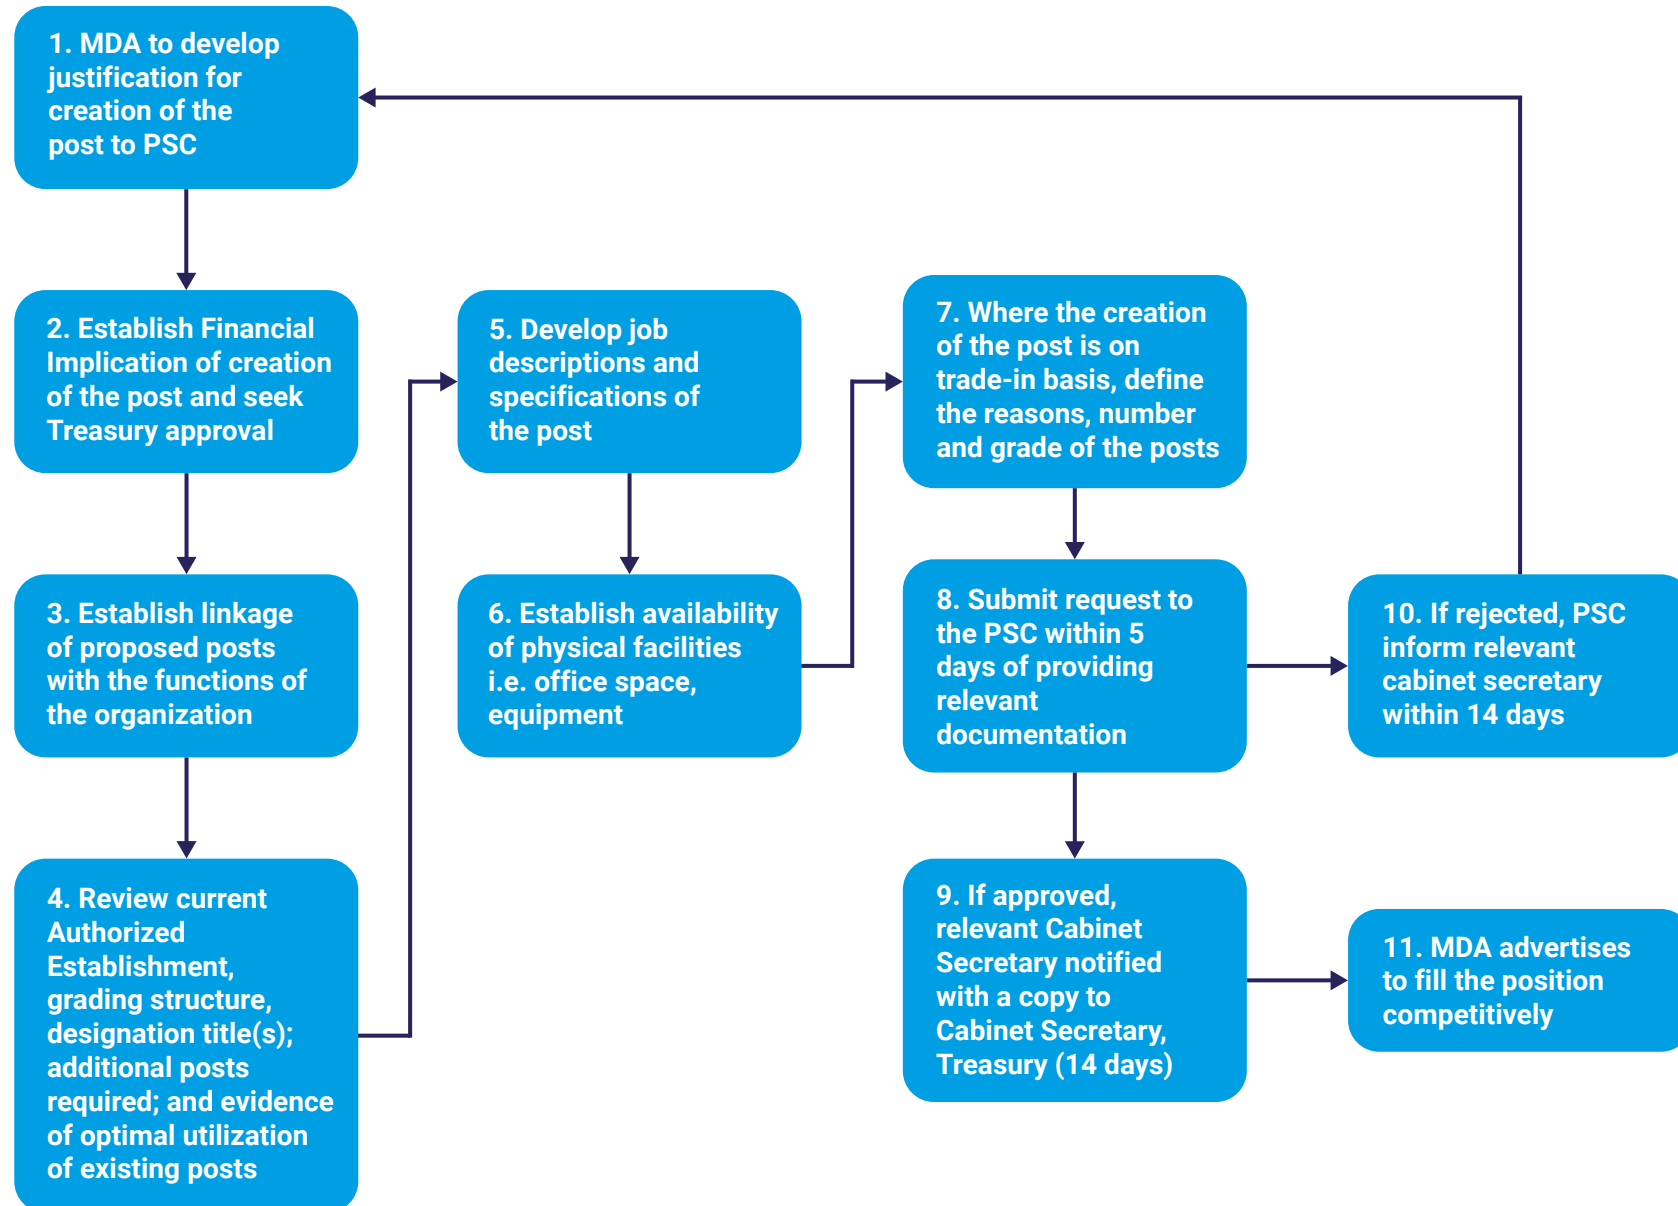 1. MDA to develop
justification for
creation of the
post to PSC
2. Establish Financial
Implication of creation
of the post and seek
Treasury approval
3. Establish linkage
of proposed posts
with the functions of
the organization
4. Review current
Authorized
Establishment,
grading structure,
designation title(s);
additional posts
required; and evidence
of optimal utilization
of existing posts
5. Develop job
descriptions and
specifications of
the post
6. Establish availability
of physical facilities
i.e. office space,
equipment
7. Where the creation
of the post is on
trade-in basis, define
the reasons, number
and grade of the posts
8. Submit request to
the PSC within 5
days of providing
relevant
documentation
9. If approved,
relevant Cabinet
Secretary notified
with a copy to
Cabinet Secretary,
Treasury (14 days)
10. If rejected, PSC
inform relevant
cabinet secretary
within 14 days
11. MDA advertises
to fill the position
competitively